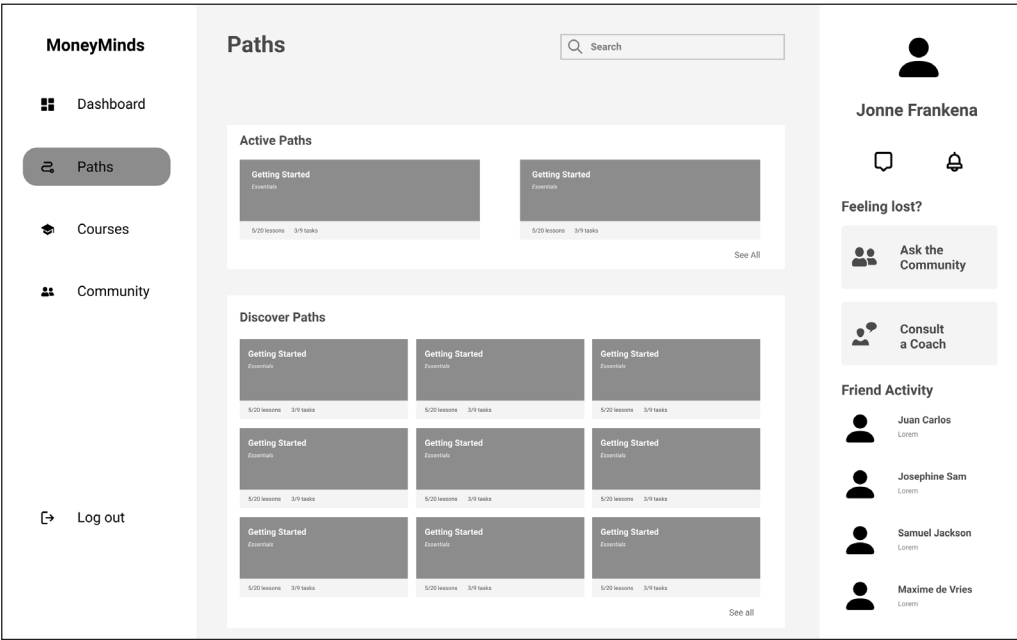 MoneyMinds
Dashboard
Paths
Courses
Community
Log out
Paths
Search
Active Paths
Getting Started
Essentials
5/20 lessons 3/9 tasks
Getting Started
Essentials
5/20 lessons 3/9 tasks
See All
Discover Paths
Getting Started
Essentials
5/20 lessons 3/9 tasks
Getting Started
Essentials
5/20 lessons 3/9 tasks
Getting Started
Essentials
5/20 lessons 3/9 tasks
Getting Started
Essentials
5/20 lessons 3/9 tasks
Getting Started
Essentials
5/20 lessons 3/9 tasks
Getting Started
Essentials
5/20 lessons 3/9 tasks
Getting Started
Essentials
5/20 lessons 3/9 tasks
Getting Started
Essentials
5/20 lessons 3/9 tasks
Getting Started
Essentials
5/20 lessons 3/9 tasks
See all
Jonne Frankena
Feeling lost?
Ask the
Community
Consult
a Coach
Friend Activity
Juan Carlos
Lorem
Josephine Sam
Lorem
Samuel Jackson
Lorem
Maxime de Vries
Lorem